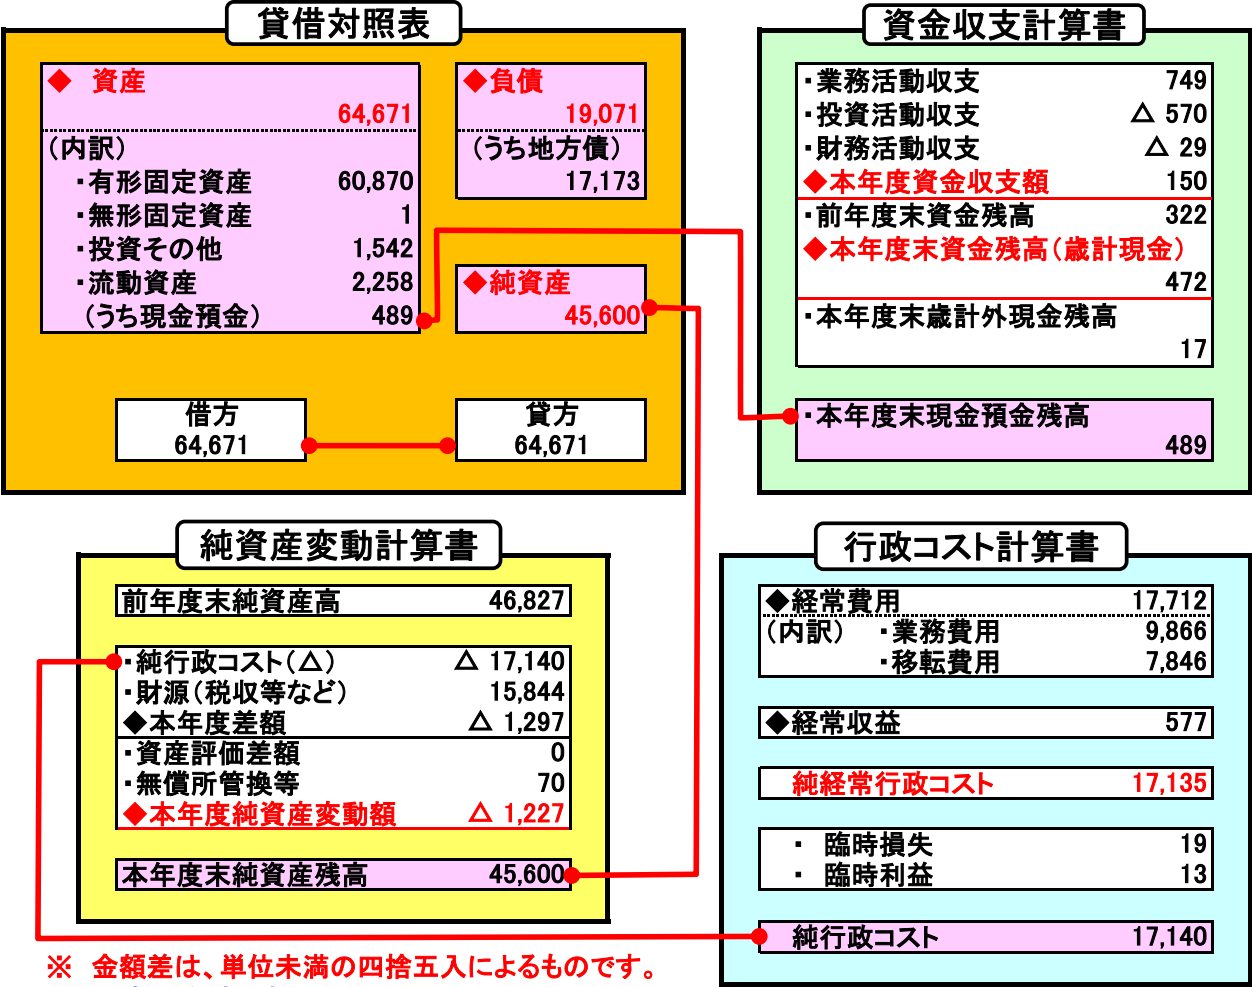 貸借対照表
◆ 資産
64,671
(内訳)
・有形固定資産 60,870
・無形固定資産 1
・投資その他 1,542
・流動資産 2,258
(うち現金預金) 489
◆負債
19,071
(うち地方債)
17,173
◆純資産
45,600
借方
64,671
貸方
64,671
資金収支計算書
・業務活動収支 749
・投資活動収支 △ 570
・財務活動収支 △ 29
◆本年度資金収支額 150
・前年度末資金残高 322
◆本年度末資金残高(歳計現金)
472
・本年度末歳計外現金残高
17
・本年度末現金預金残高
489
純資産変動計算書
前年度末純資産高 46,827
・純行政コスト(△) △ 17,140
・財源(税収等など) 15,844
◆本年度差額 △ 1,297
・資産評価差額 0
・無償所管換等 70
◆本年度純資産変動額 △ 1,227
本年度末純資産残高 45,600
行政コスト計算書
◆経常費用 17,712
(内訳) ・業務費用 9,866
・移転費用 7,846
◆経常収益 577
純経常行政コスト 17,135
・ 臨時損失 19
・ 臨時利益 13
純行政コスト 17,140
※ 金額差は、単位未満の四捨五入によるものです。